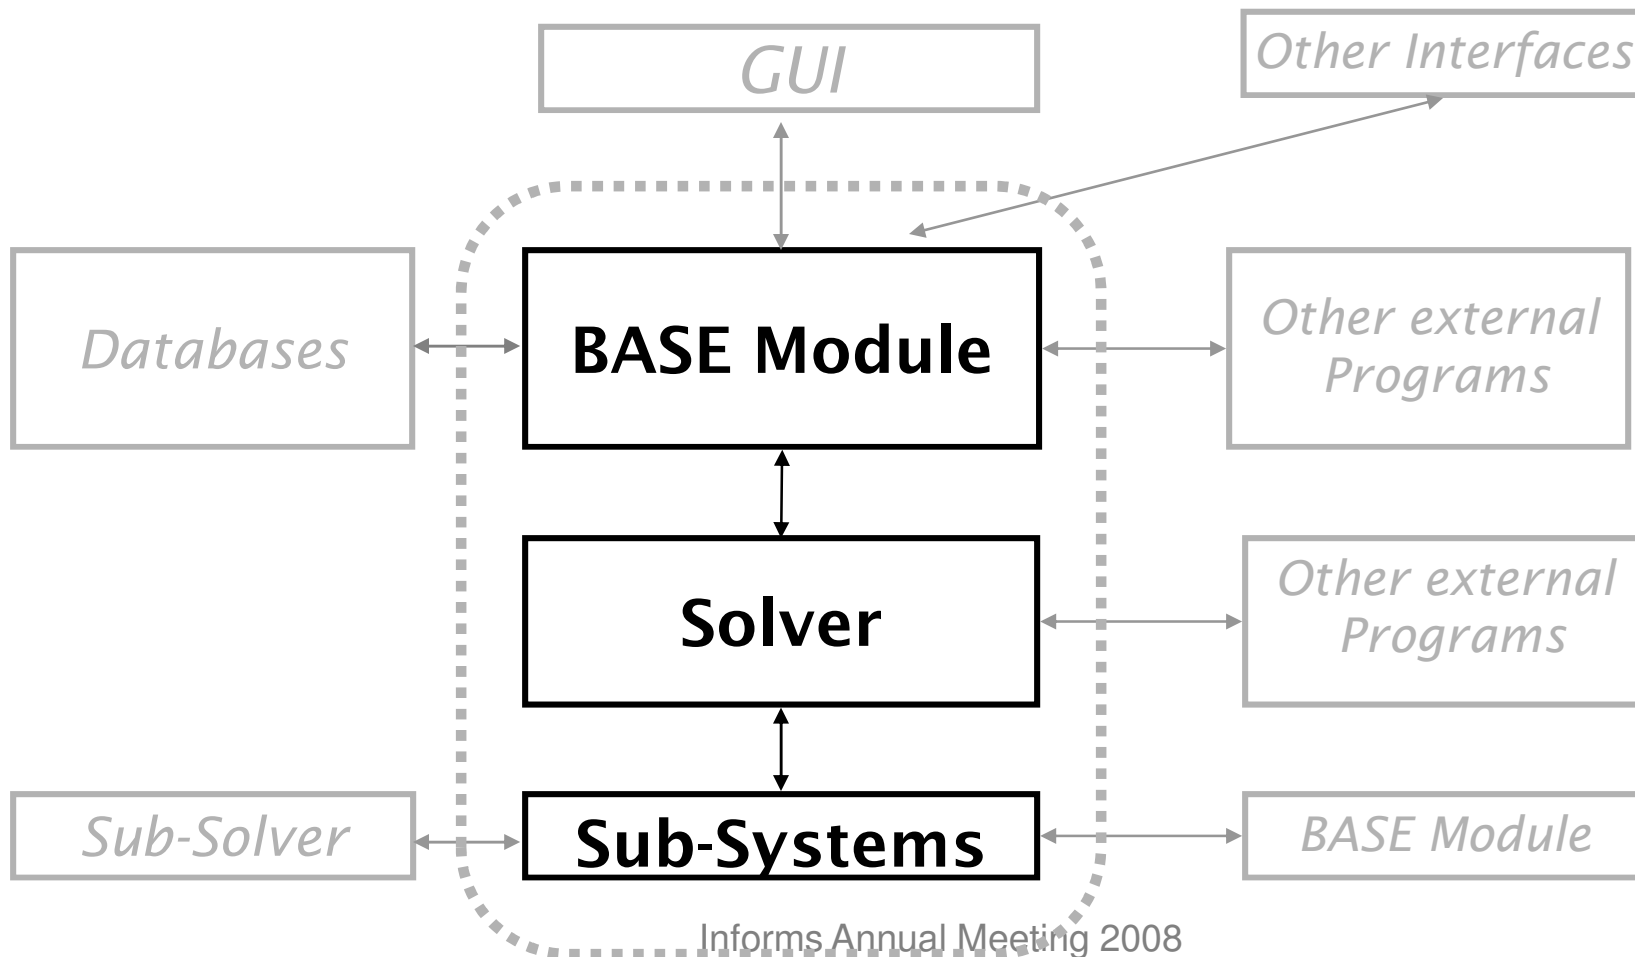 GUI
Other Interfaces
Databases
BASE Module
Other external
Programs
Solver
Other external
Programs
Sub-Solver
Sub-Systems
BASE Module
Informs Annual Meeting 2008